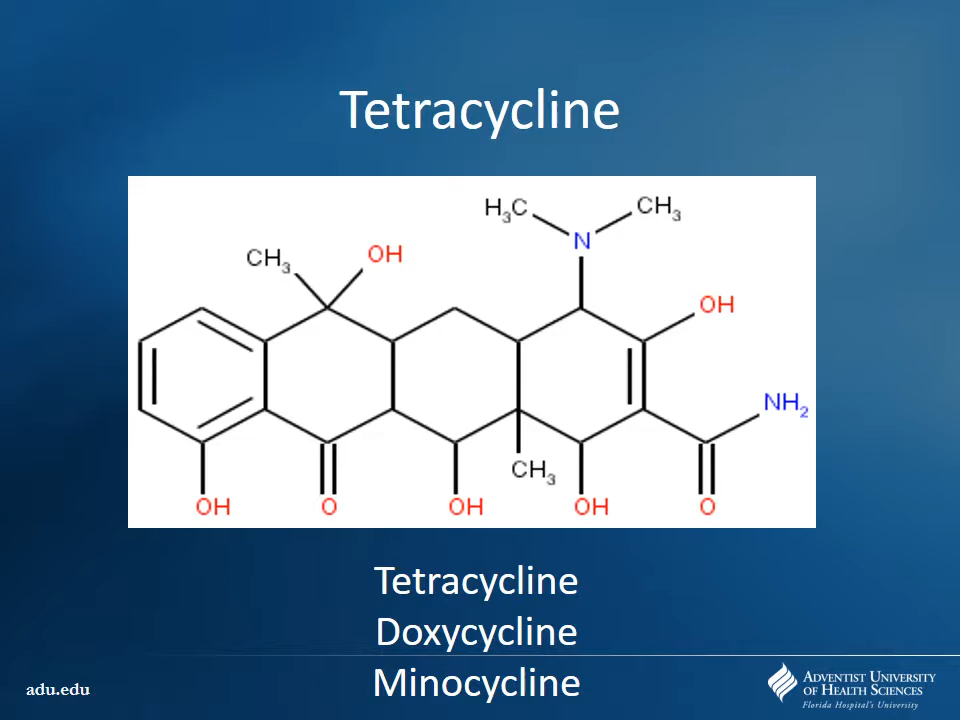 Tetracycline
H₃C CH₃
N
CH₃ OH
OH
NH₂
CH₃
OH O OH OH O
Tetracycline
Doxycycline
Minocycline
adu.edu
ADVENTIST UNIVERSITY
OF HEALTH SCIENCES
Florida Hospital's University